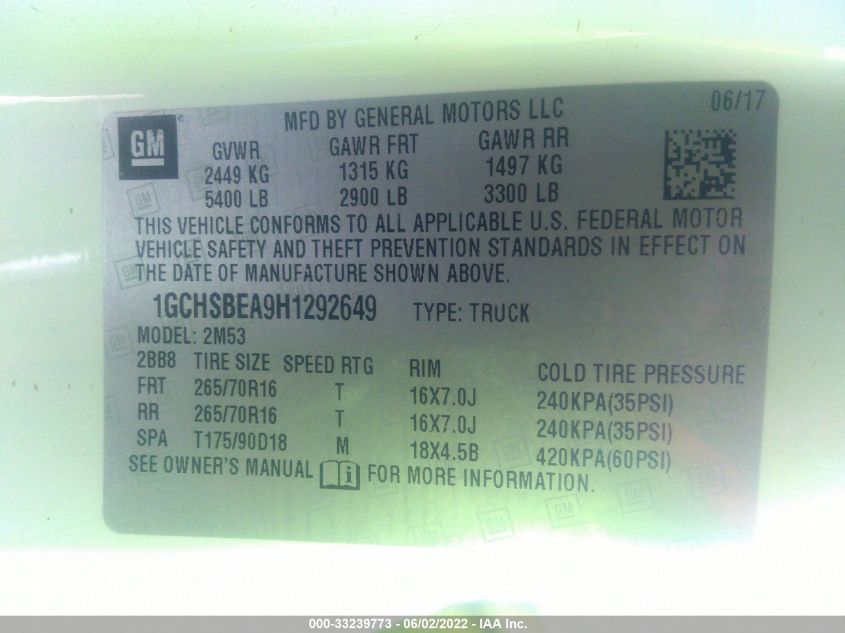 06/17
MFD BY GENERAL MOTORS LLC
GM
GVWR GAWR FRT GAWR RR
2449 KG 1315 KG 1497 KG
5400 LB 2900 LB 3300 LB
THIS VEHICLE CONFORMS TO ALL APPLICABLE U.S. FEDERAL MOTOR
VEHICLE SAFETY AND THEFT PREVENTION STANDARDS IN EFFECT ON
THE DATE OF MANUFACTURE SHOWN ABOVE.
1GCHSBEA9H1292649 TYPE: TRUCK
MODEL: 2M53
2BB8 TIRE SIZE SPEED RTG RIM COLD TIRE PRESSURE
FRT 265/70R16 T 16X7.0J 240KPA(35PSI)
RR 265/70R16 T 16X7.0J 240KPA(35PSI)
SPA T175/90D18 M 18X4.5B 420KPA(60PSI)
SEE OWNER'S MANUAL i FOR MORE INFORMATION.
000-33239773 - 06/02/2022 - IAA Inc.